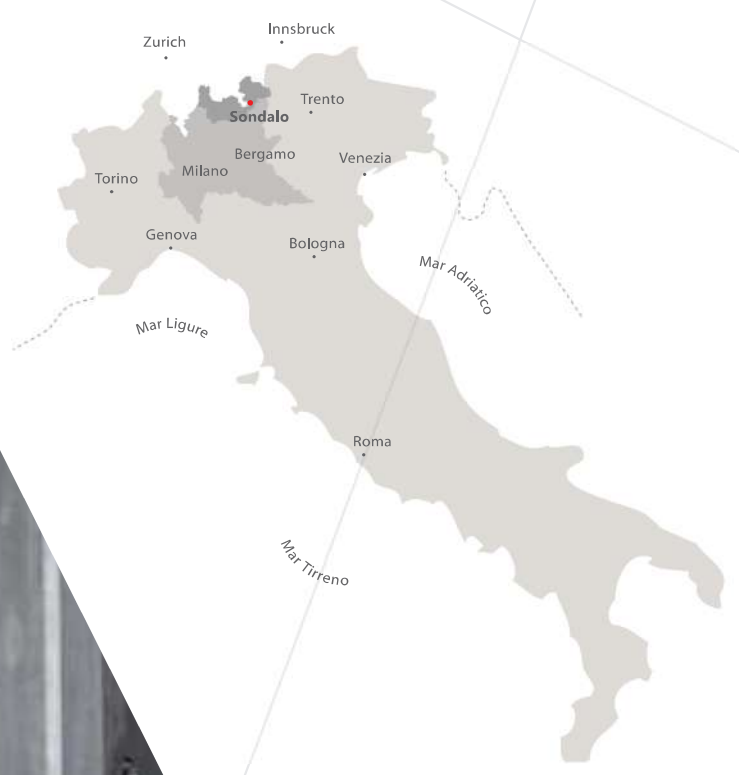 Innsbruck
Zurich
Trento
Sondalo
Bergamo
Venezia
Milano
Torino
Genova
Bologna
Mar Adriatico
Mar Ligure
Roma
Mar Tirreno